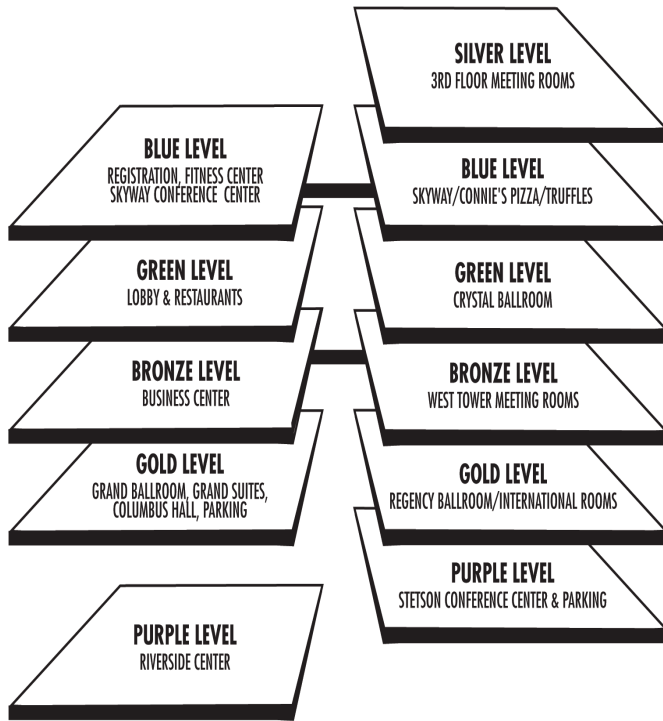 SILVER LEVEL
3RD FLOOR MEETING ROOMS
BLUE LEVEL
REGISTRATION, FITNESS CENTER
SKYWAY CONFERENCE CENTER
BLUE LEVEL
SKYWAY/CONNIE'S PIZZA/TRUFFLES
GREEN LEVEL
LOBBY & RESTAURANTS
GREEN LEVEL
CRYSTAL BALLROOM
BRONZE LEVEL
BUSINESS CENTER
BRONZE LEVEL
WEST TOWER MEETING ROOMS
GOLD LEVEL
GRAND BALLROOM, GRAND SUITES,
COLUMBUS HALL, PARKING
GOLD LEVEL
REGENCY BALLROOM/INTERNATIONAL ROOMS
PURPLE LEVEL
STETSON CONFERENCE CENTER & PARKING
PURPLE LEVEL
RIVERSIDE CENTER